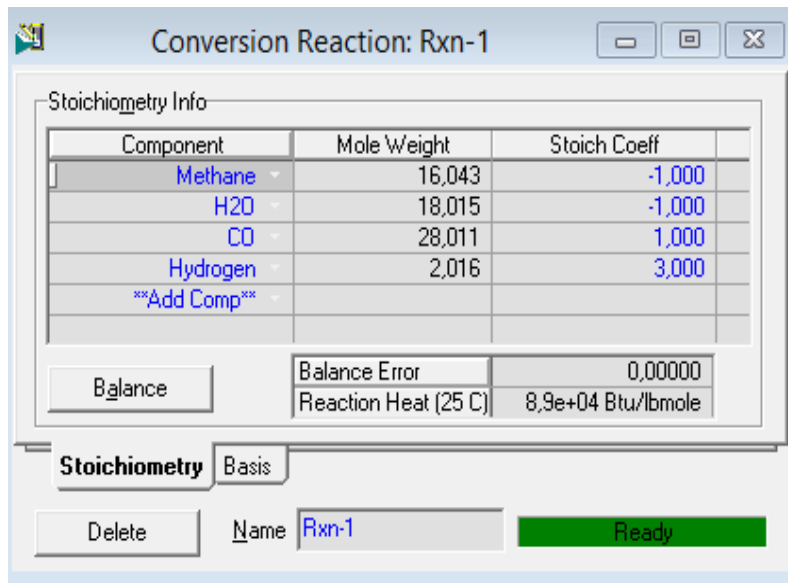 Conversion Reaction: Rxn-1
Stoichiometry Info
Component Mole Weight Stoich Coeff
Methane 16,043 -1,000
H2O 18,015 -1,000
CO 28,011 1,000
Hydrogen 2,016 3,000
**Add Comp**
Balance
Balance Error 0,00000
Reaction Heat (25 C) 8,9e+04 Btu/lbmole
Stoichiometry Basis
Delete Name Rxn-1 Ready